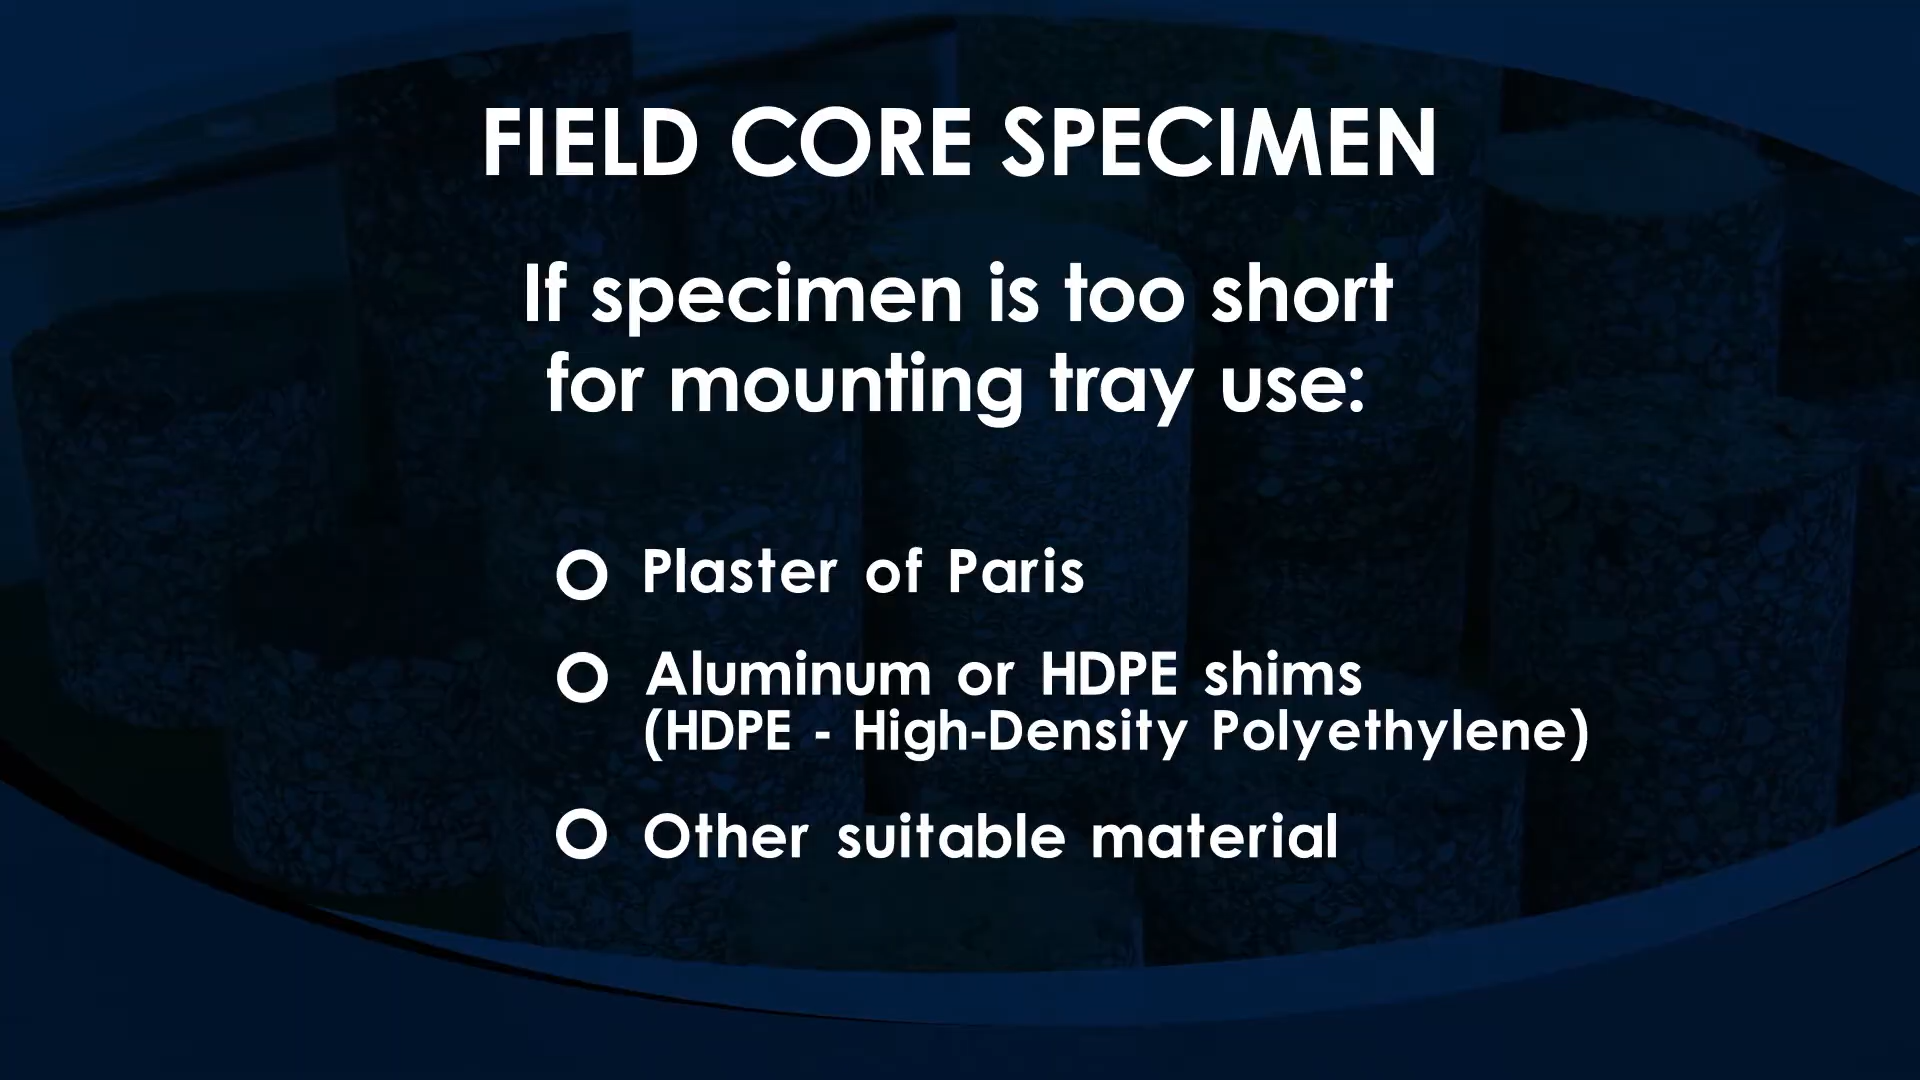 FIELD CORE SPECIMEN
If specimen is too short
for mounting tray use:
Plaster of Paris
Aluminum or HDPE shims
(HDPE - High-Density Polyethylene)
Other suitable material